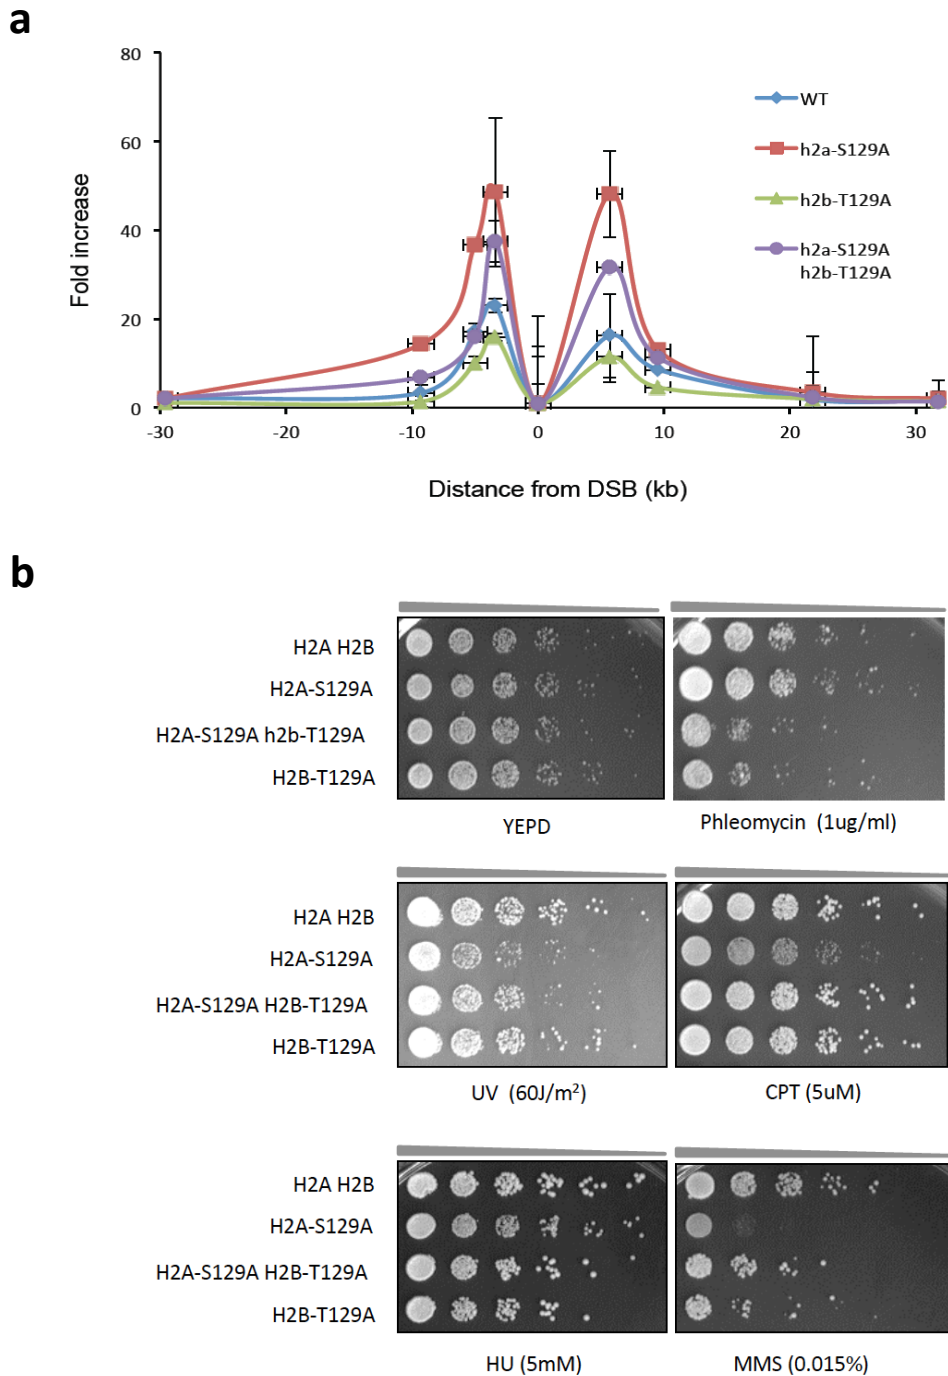 a
80
60
40
20
0
Fold increase
-30 -20 -10 0 10 20 30
Distance from DSB (kb)
WT
h2a-S129A
h2b-T129A
h2a-S129A
h2b-T129A
b
H2A H2B
H2A-S129A
H2A-S129A h2b-T129A
H2B-T129A
YEPD
Phleomycin (1ug/ml)
H2A H2B
H2A-S129A
H2A-S129A H2B-T129A
H2B-T129A
UV (60J/m²)
CPT (5uM)
H2A H2B
H2A-S129A
H2A-S129A H2B-T129A
H2B-T129A
HU (5mM)
MMS (0.015%)